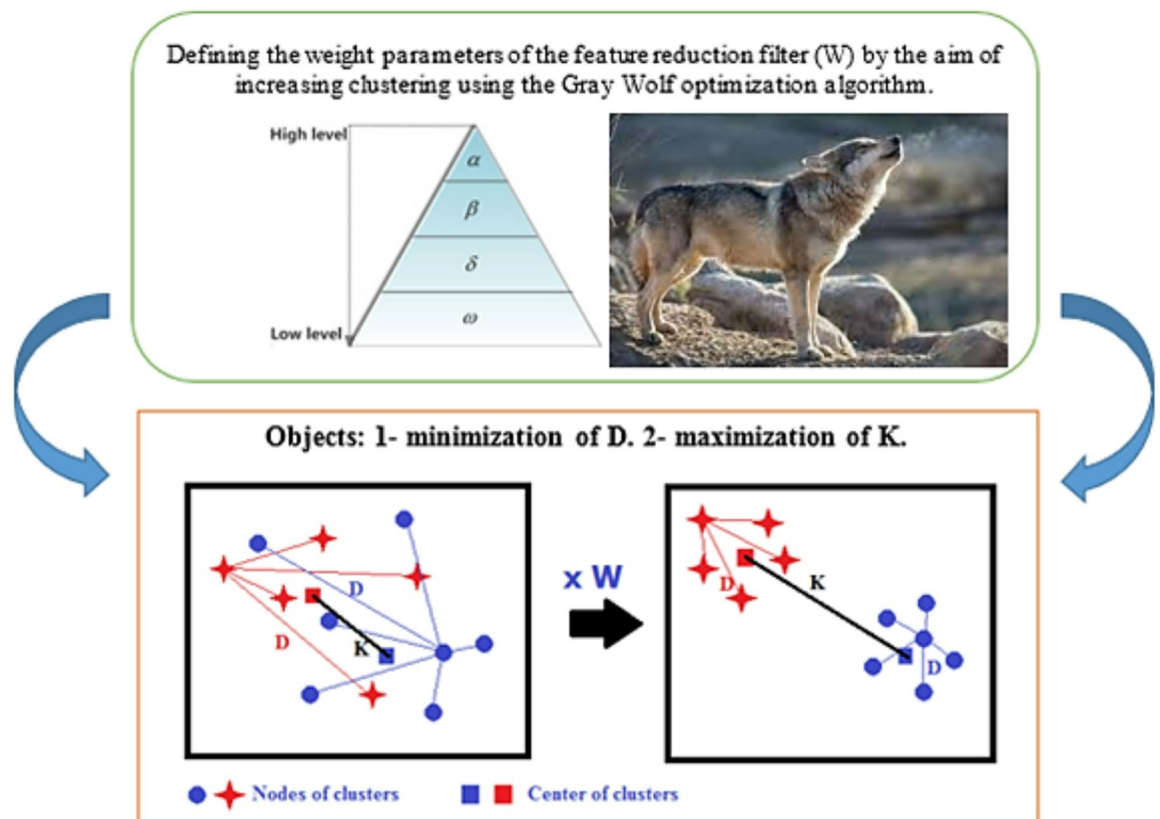 Defining the weight parameters of the feature reduction filter (W) by the aim of
increasing clustering using the Gray Wolf optimization algorithm.
High level
α
β
δ
ω
Low level
Objects: 1- minimization of D. 2- maximization of K.
D
D
K
x W
D
K
D
Nodes of clusters
Center of clusters